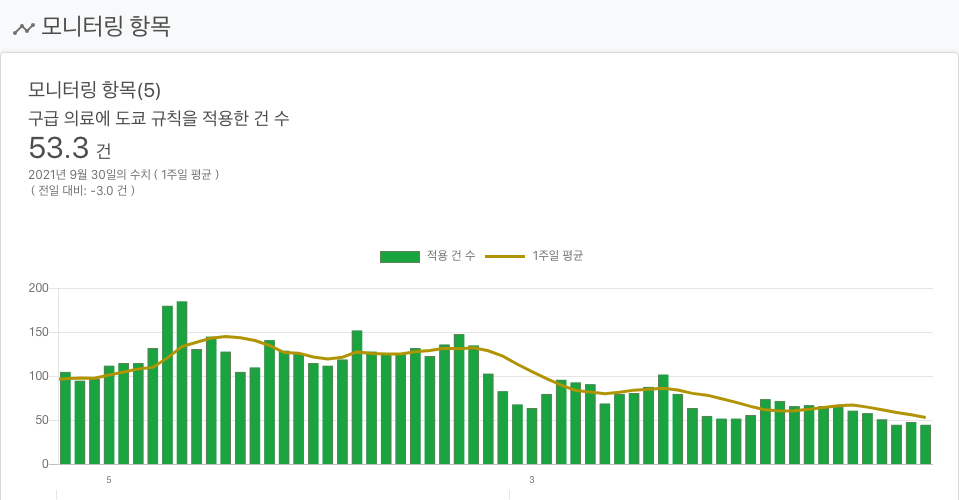 모니터링 항목
모니터링 항목(5)
구급 의료에 도쿄 규칙을 적용한 건 수
53.3 건
2021년 9월 30일의 수치 ( 1주일 평균 )
( 전일 대비: -3.0 건 )
적용 건 수 1주일 평균
200
150
100
50
0
5 3